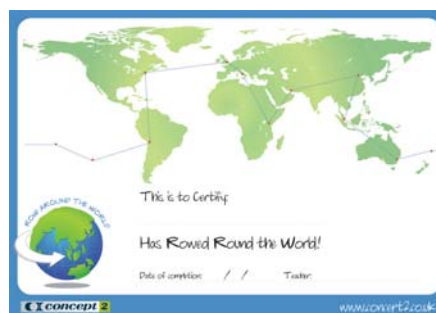 This is to Certify:
ROW AROUND THE WORLD
Has Rowed Round the World!
Date of completion: / / Teacher:
concept 2
www.concept2.co.uk